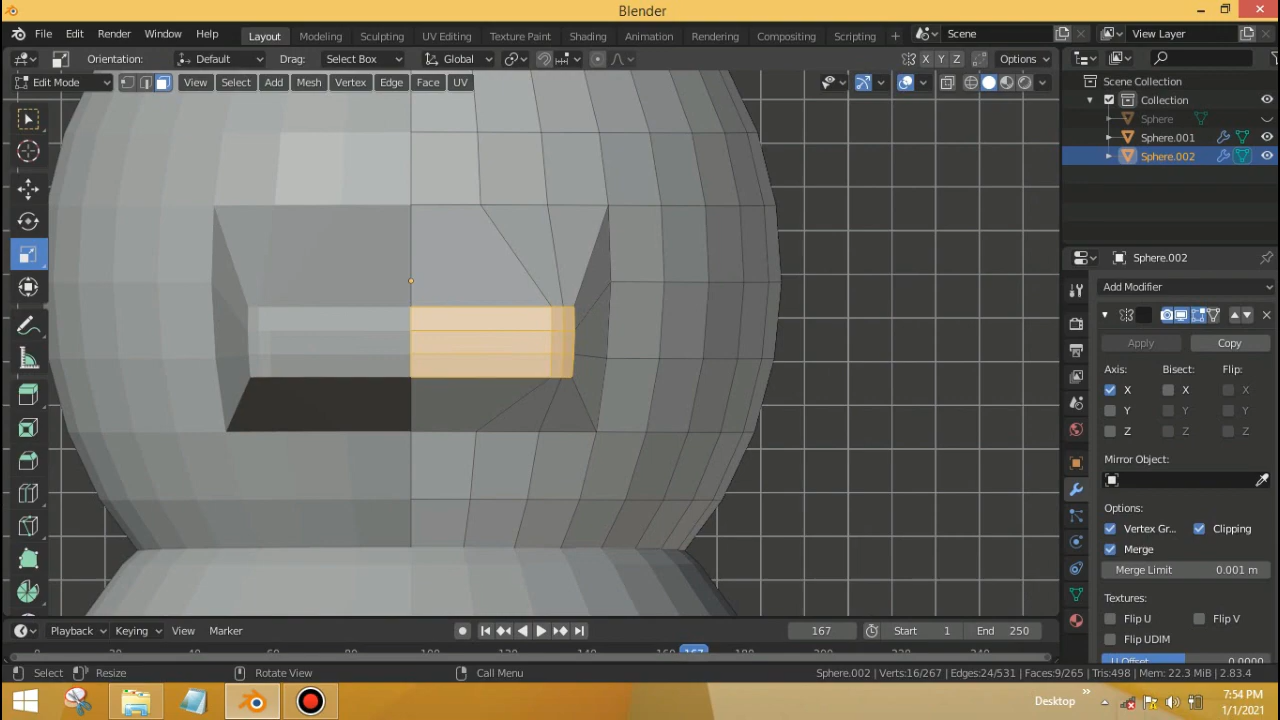 Blender
File Edit Render Window Help Layout Modeling Sculpting UV Editing Texture Paint Shading Animation Rendering Compositing Scripting + Scene View Layer
Orientation: Default Drag: Select Box Global X Y Z Options
Edit Mode View Select Add Mesh Vertex Edge Face UV
Scene Collection
Collection
Sphere
Sphere.001
Sphere.002
Sphere.002
Add Modifier
Apply Copy
Axis: Bisect: Flip:
X X X
Y Y Y
Z Z Z
Mirror Object:
Options:
Vertex Gr... Clipping
Merge
Merge Limit 0.001 m
Textures:
Flip U Flip V
Flip UDIM
U Offset 0.0000
Playback Keying View Marker 167 Start 1 End 250
167
Select Resize Rotate View Call Menu Sphere.002 | Verts:16/267 | Edges:24/531 | Faces:9/265 | Tris:498 | Mem: 22.3 MiB | 2.83.4
Desktop » 7:54 PM
1/1/2021